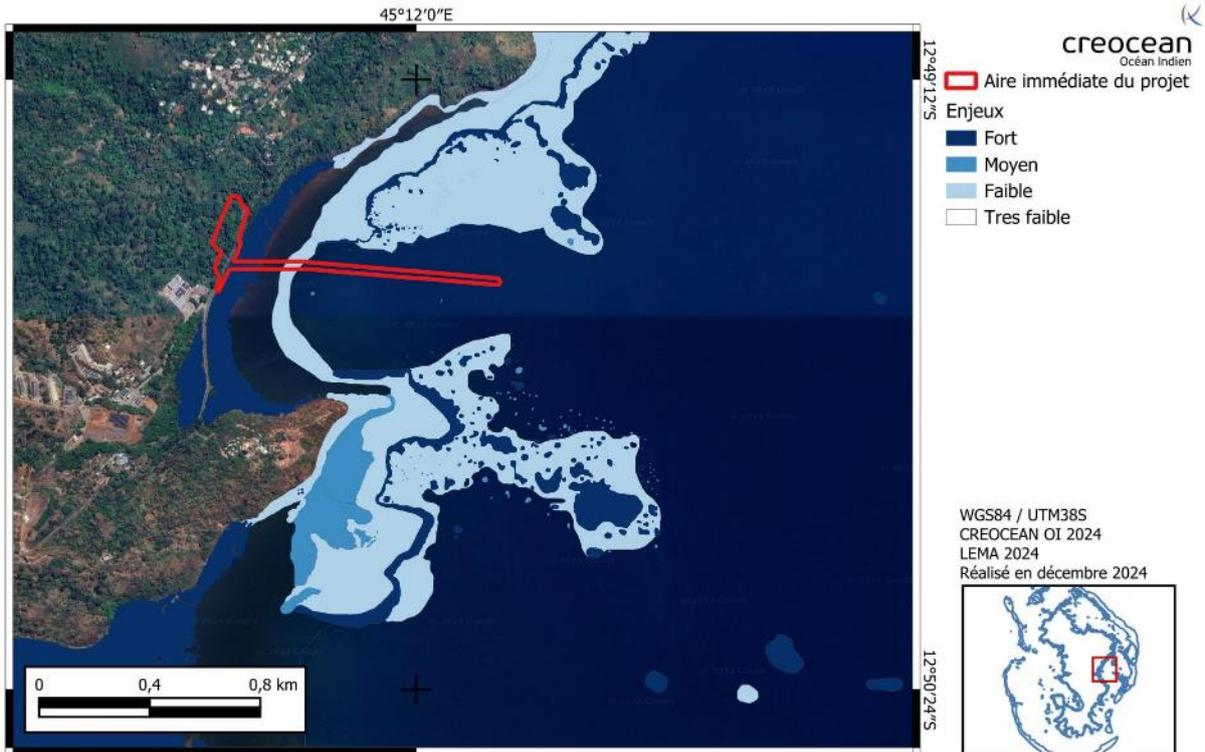 45°12'0"E
creocean
Océan Indien
12°49'12"S
Aire immédiate du projet
Enjeux
Fort
Moyen
Faible
Tres faible
WGS84 / UTM38S
CREOCEAN OI 2024
LEMA 2024
Réalisé en décembre 2024
12°50'24"S
0 0,4 0,8 km